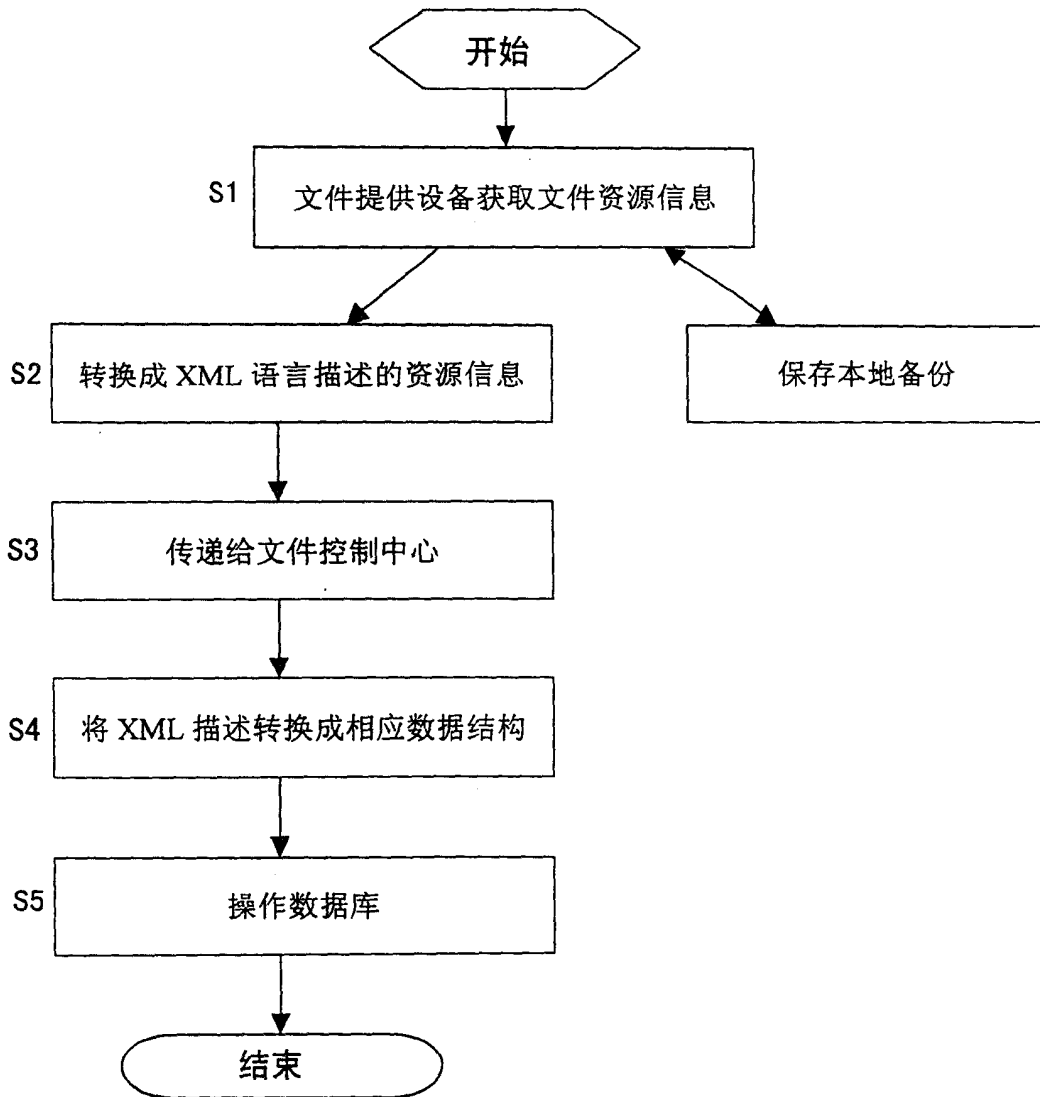 开始
S1
文件提供设备获取文件资源信息
S2
转换成 XML 语言描述的资源信息
保存本地备份
S3
传递给文件控制中心
S4
将 XML 描述转换成相应数据结构
S5
操作数据库
结束